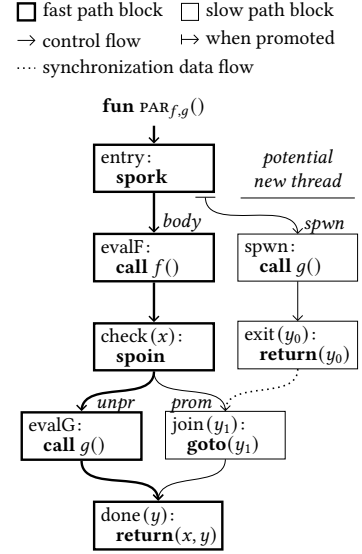 fast path block slow path block
→ control flow ↦ when promoted
synchronization data flow
fun PAR_{f,g}()
entry:
spork
potential
new thread
body
spwn
evalF:
call f()
spwn:
call g()
check(x):
spoin
exit(y₀):
return(y₀)
unpr
prom
evalG:
call g()
join(y₁):
goto(y₁)
done(y):
return(x, y)